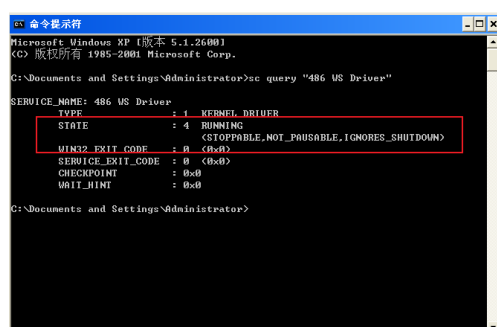 命令提示符
Microsoft Windows XP [版本 5.1.2600]
(C) 版权所有 1985-2001 Microsoft Corp.
C:\Documents and Settings\Administrator>sc query "486 WS Driver"
SERVICE_NAME: 486 WS Driver
TYPE : 1 KERNEL_DRIVER
STATE : 4 RUNNING
(STOPPABLE,NOT_PAUSABLE,IGNORES_SHUTDOWN)
WIN32_EXIT_CODE : 0 (0x0)
SERVICE_EXIT_CODE : 0 (0x0)
CHECKPOINT : 0x0
WAIT_HINT : 0x0
C:\Documents and Settings\Administrator>